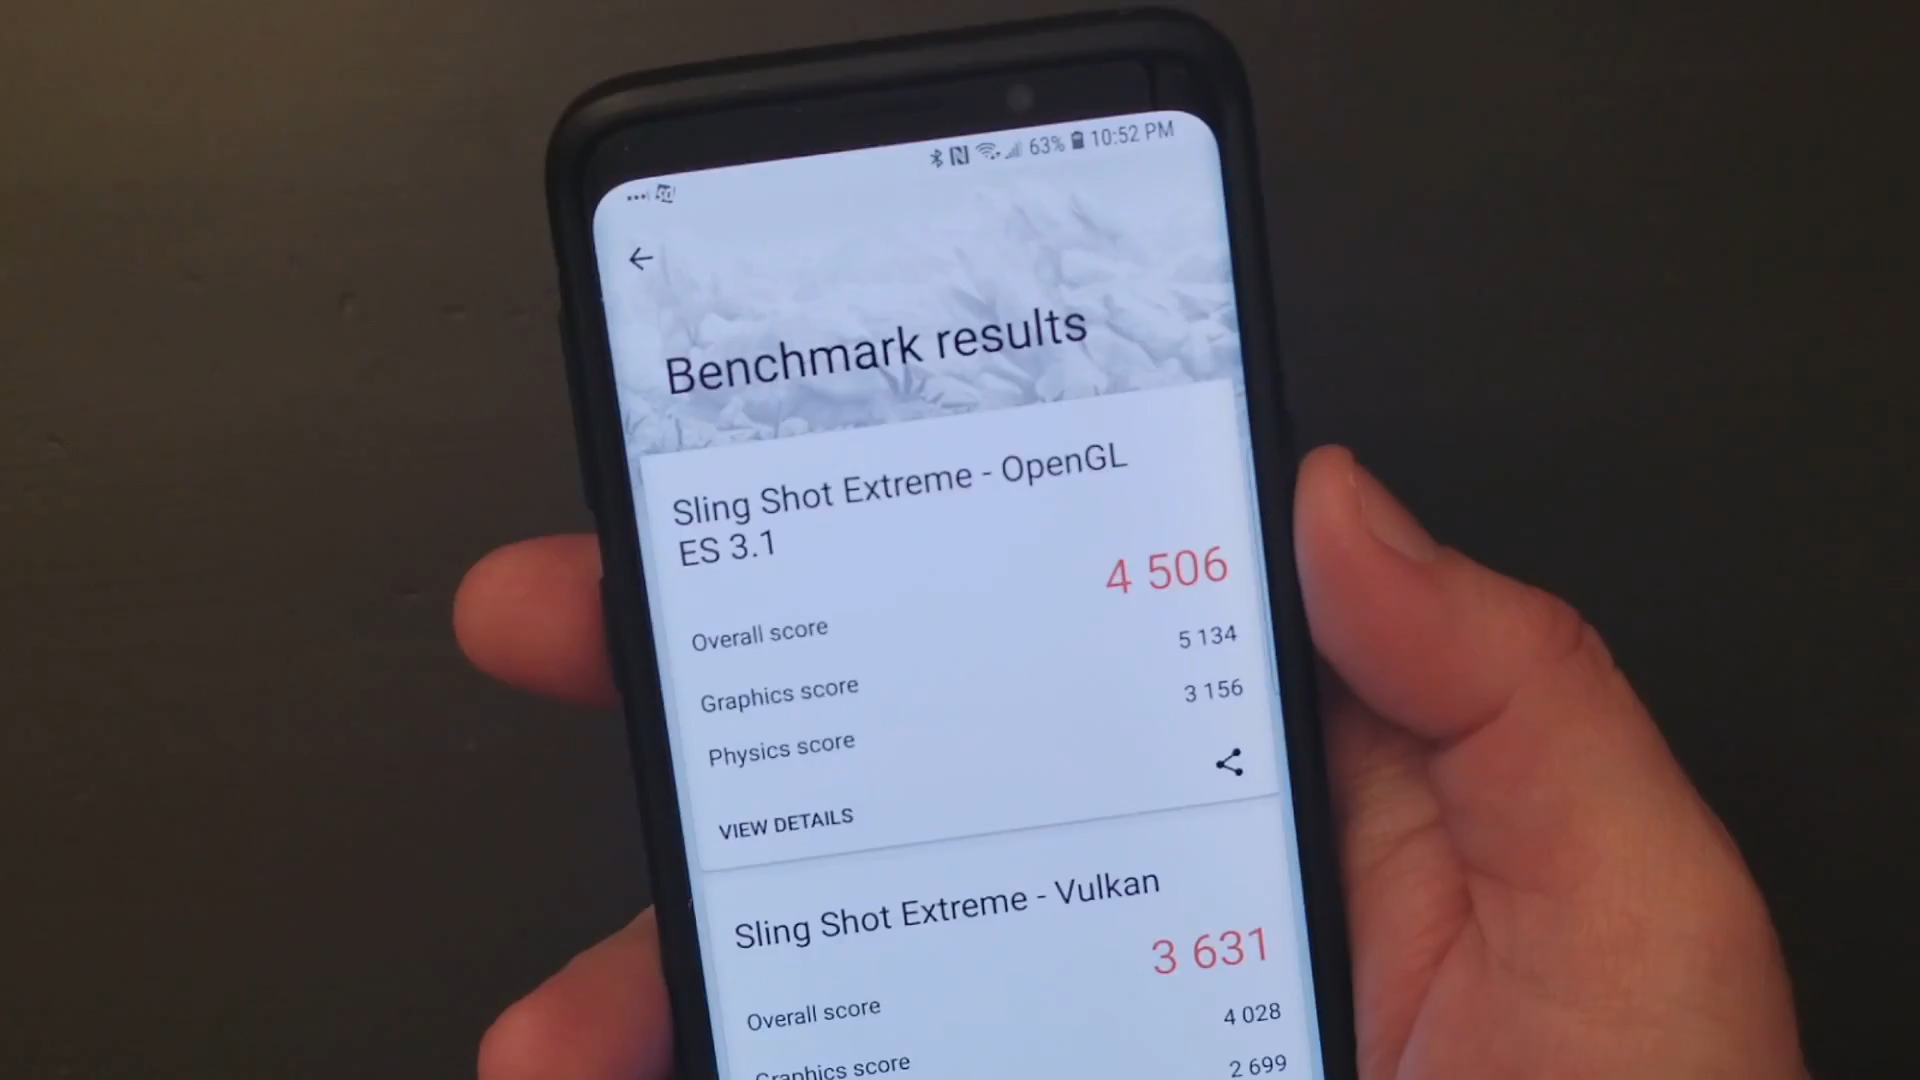 63% 10:52 PM
Benchmark results
Sling Shot Extreme - OpenGL
ES 3.1
4 506
Overall score
5 134
Graphics score
3 156
Physics score
VIEW DETAILS
Sling Shot Extreme - Vulkan
3 631
Overall score
4 028
Graphics score
2 699